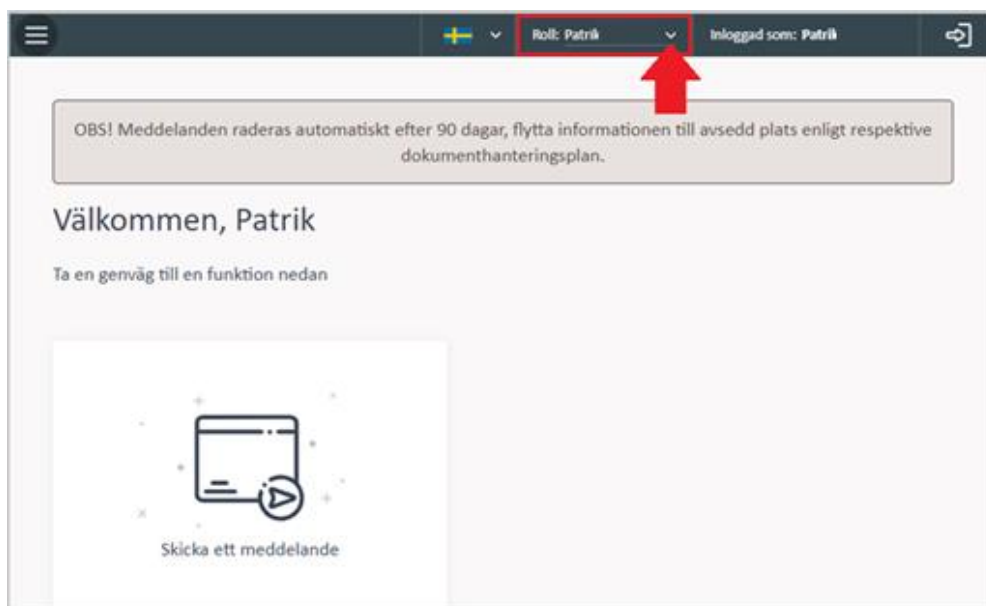 Roll: Patrik
Inloggad som: Patrik
OBS! Meddelanden raderas automatiskt efter 90 dagar, flytta informationen till avsedd plats enligt respektive
dokumenthanteringsplan.
Välkommen, Patrik
Ta en genväg till en funktion nedan
Skicka ett meddelande